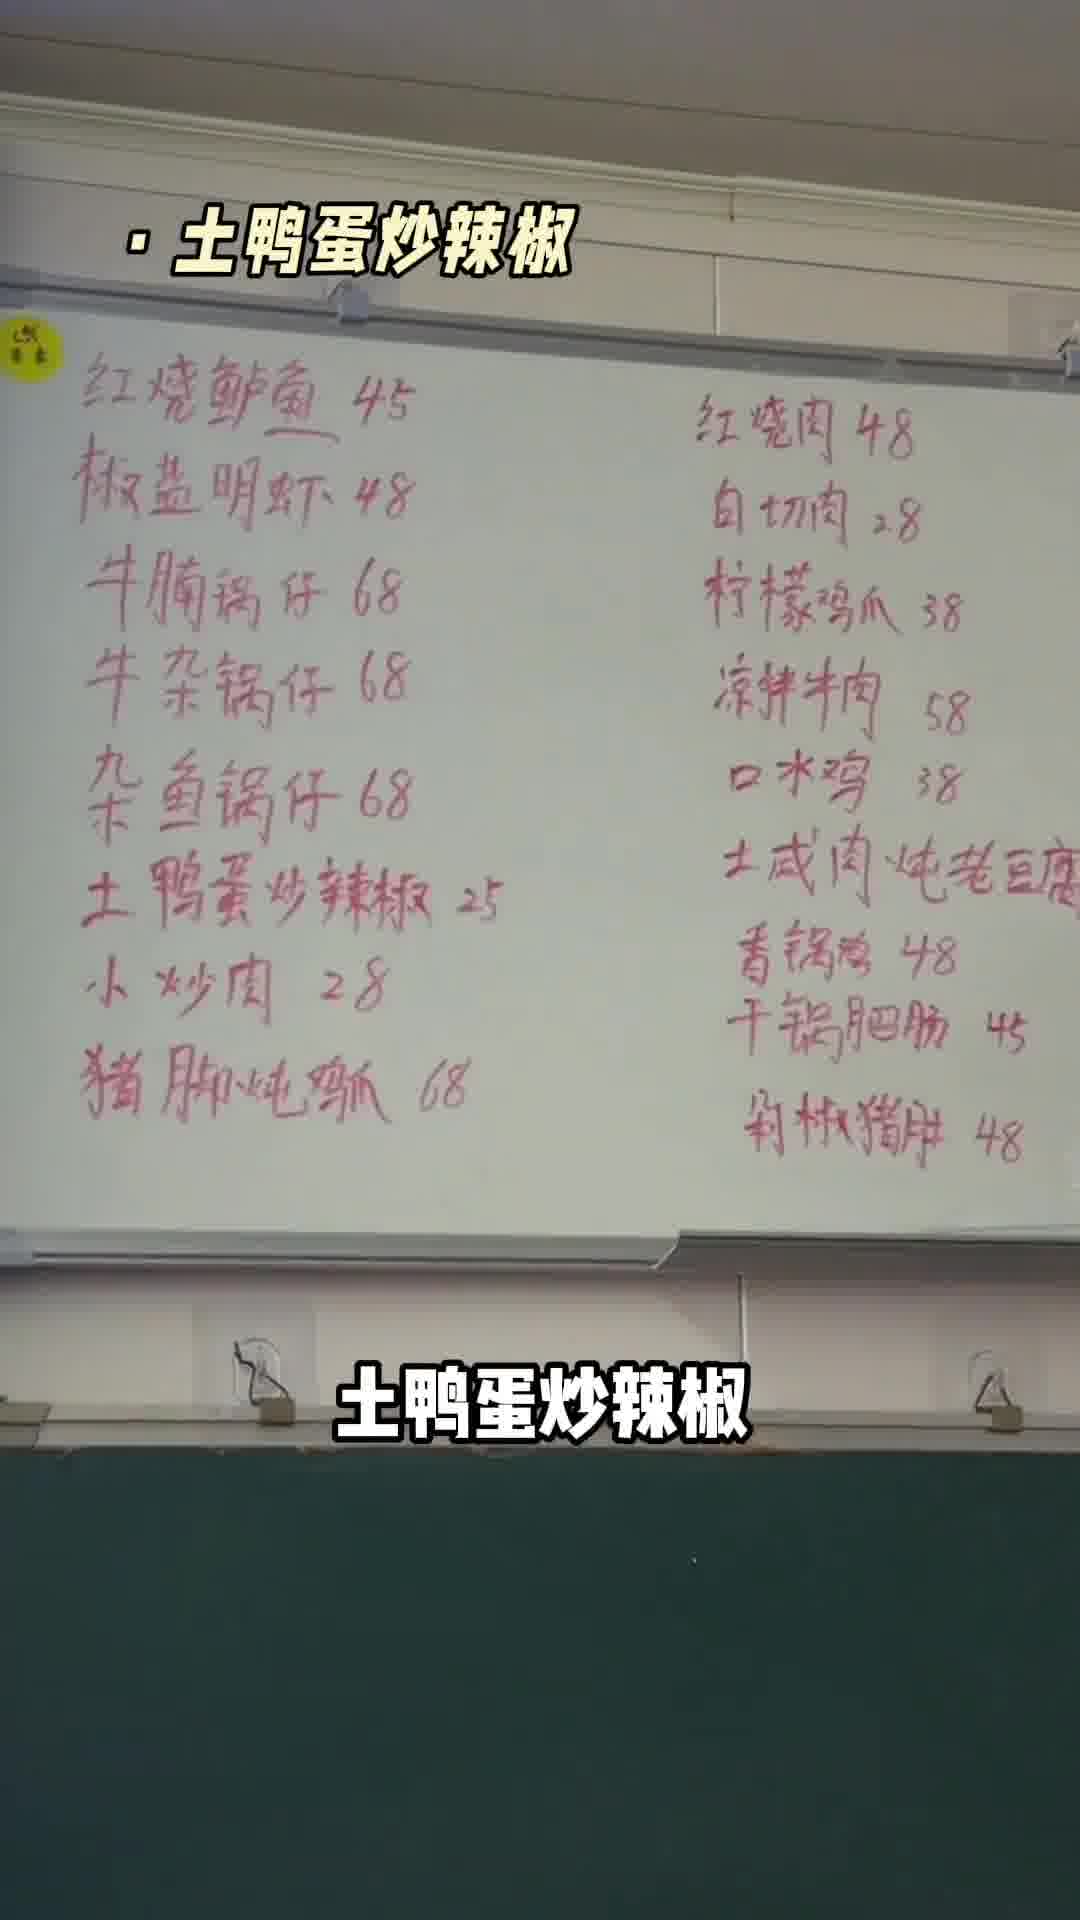 · 土鸭蛋炒辣椒
红烧鲈鱼 45
椒盐明虾 48
牛腩锅仔 68
牛杂锅仔 68
杂鱼锅仔 68
土鸭蛋炒辣椒 25
小炒肉 28
猪脚炖鸡爪 68
红烧肉 48
白切肉 28
柠檬鸡爪 38
凉拌牛肉 58
口水鸡 38
土咸肉炖老豆腐
香锅鸡 48
干锅肥肠 45
剁椒猪肚 48
土鸭蛋炒辣椒